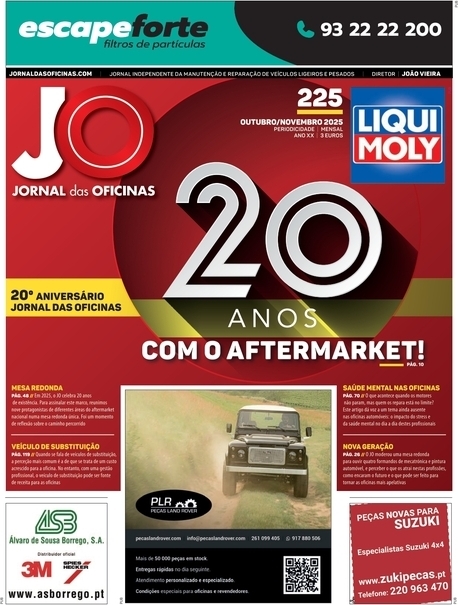 escapeforte
filtros de partículas
93 22 22 200
JORNALDASOFICINAS.COM | JORNAL INDEPENDENTE DA MANUTENÇÃO E REPARAÇÃO DE VEÍCULOS LIGEIROS E PESADOS | DIRETOR | JOÃO VIEIRA
JO
JORNAL das OFICINAS
225
OUTUBRO/NOVEMBRO 2025
PERIODICIDADE | MENSAL
ANO XX | 3 EUROS
LIQUI
MOLY
20
ANOS
COM O AFTERMARKET!
PÁG. 10
20º ANIVERSÁRIO
JORNAL DAS OFICINAS
MESA REDONDA
PÁG. 48 // Em 2025, o JO celebra 20 anos
de existência. Para assinalar este marco, reunimos
nove protagonistas de diferentes áreas do aftermarket
nacional numa mesa redonda única. Foi um momento
de reflexão sobre o caminho percorrido
VEÍCULO DE SUBSTITUIÇÃO
PÁG. 118 // Quando se fala de veículos de substituição,
a perceção mais comum é a de que se trata de um custo
acrescido para a oficina. No entanto, com uma gestão
profissional, o veículo de substituição pode ser fonte
de receita para as oficinas
SAÚDE MENTAL NAS OFICINAS
PÁG. 70 // O que acontece quando os motores
não param, mas quem os repara está no limite?
Este artigo dá voz a um tema ainda ausente
nas oficinas automóveis: o impacto do stress e
da saúde mental no dia a dia destes profissionais
NOVA GERAÇÃO
PÁG. 26 // O JO moderou uma mesa redonda
para ouvir quatro formandos de mecatrónica e pintura
automóvel, e perceber o que os atrai nestas profissões,
como encaram o futuro e o que pode ser feito para
tornar as oficinas mais apelativas
PLR
PEÇAS LAND ROVER
pecaslandrover.com info@pecaslandrover.com 261 099 405 917 880 506
Mais de 50 000 peças em stock.
Entregas rápidas no dia seguinte.
Atendimento personalizado e especializado.
Condições especiais para oficinas e revendedores.
ASB
Álvaro de Sousa Borrego, S.A.
Distribuidor oficial
3M SPIES HECKER
www.asborrego.pt
PEÇAS NOVAS PARA
SUZUKI
Especialistas Suzuki 4x4
www.zukipecas.pt
Telefone: 220 963 470